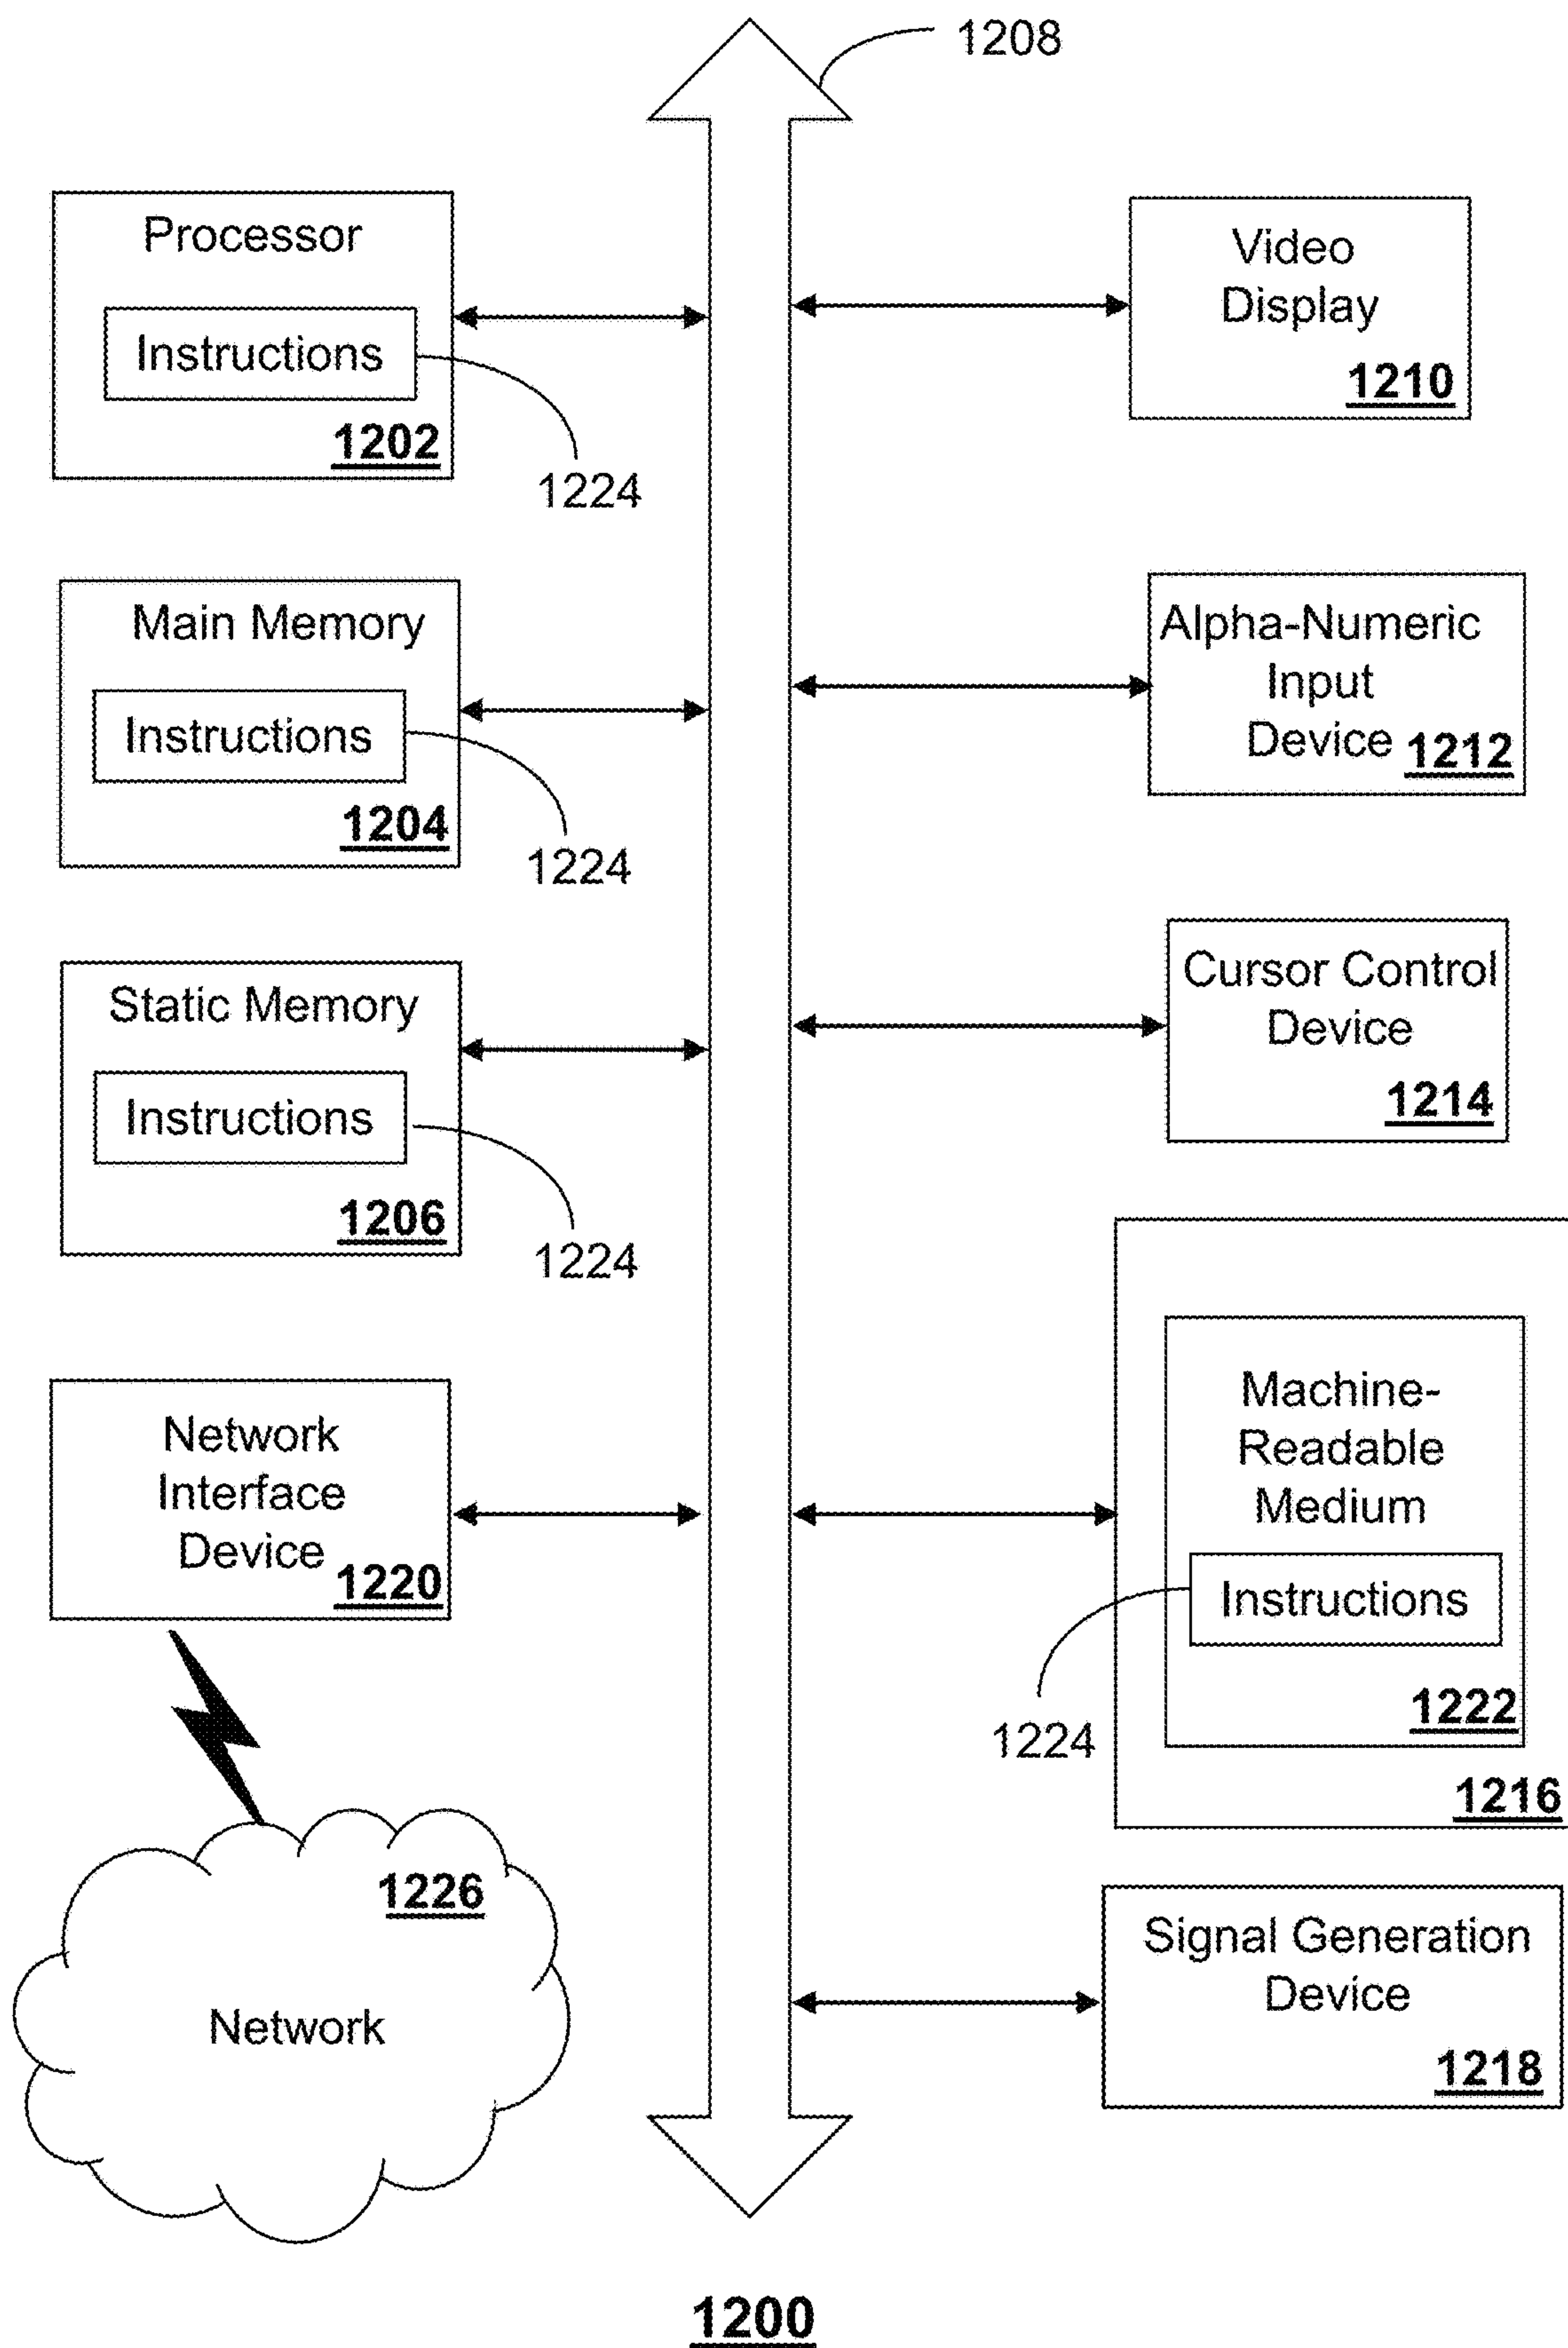 1208
Processor
Instructions
1202
1224
Video
Display
1210
Main Memory
Instructions
1204
1224
Alpha-Numeric
Input
Device 1212
Static Memory
Instructions
1206
1224
Cursor Control
Device
1214
Network
Interface
Device
1220
Machine-
Readable
Medium
Instructions
1222
1224
1216
1226
Network
Signal Generation
Device
1218
1200